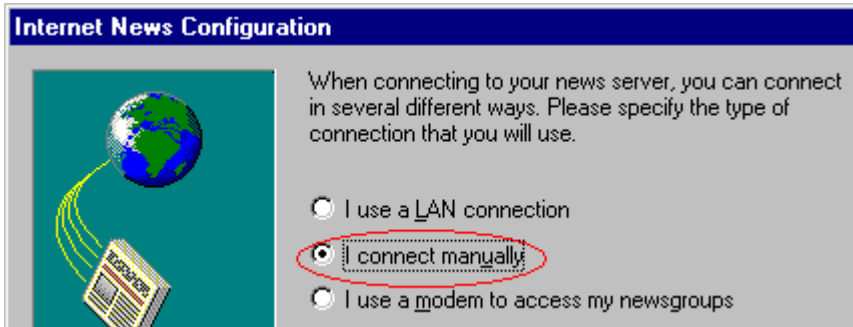 Internet News Configuration
When connecting to your news server, you can connect
in several different ways. Please specify the type of
connection that you will use.
I use a LAN connection
I connect manually
I use a modem to access my newsgroups